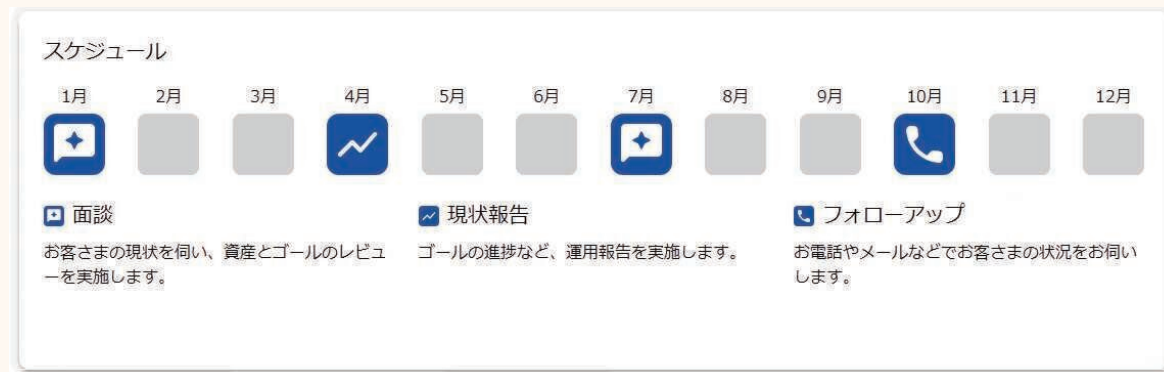 スケジュール
1月 2月 3月 4月 5月 6月 7月 8月 9月 10月 11月 12月
面談
お客さまの現状を伺い、資産とゴールのレビュ
ーを実施します。
現状報告
ゴールの進捗など、運用報告を実施します。
フォローアップ
お電話やメールなどでお客さまの状況をお伺い
します。